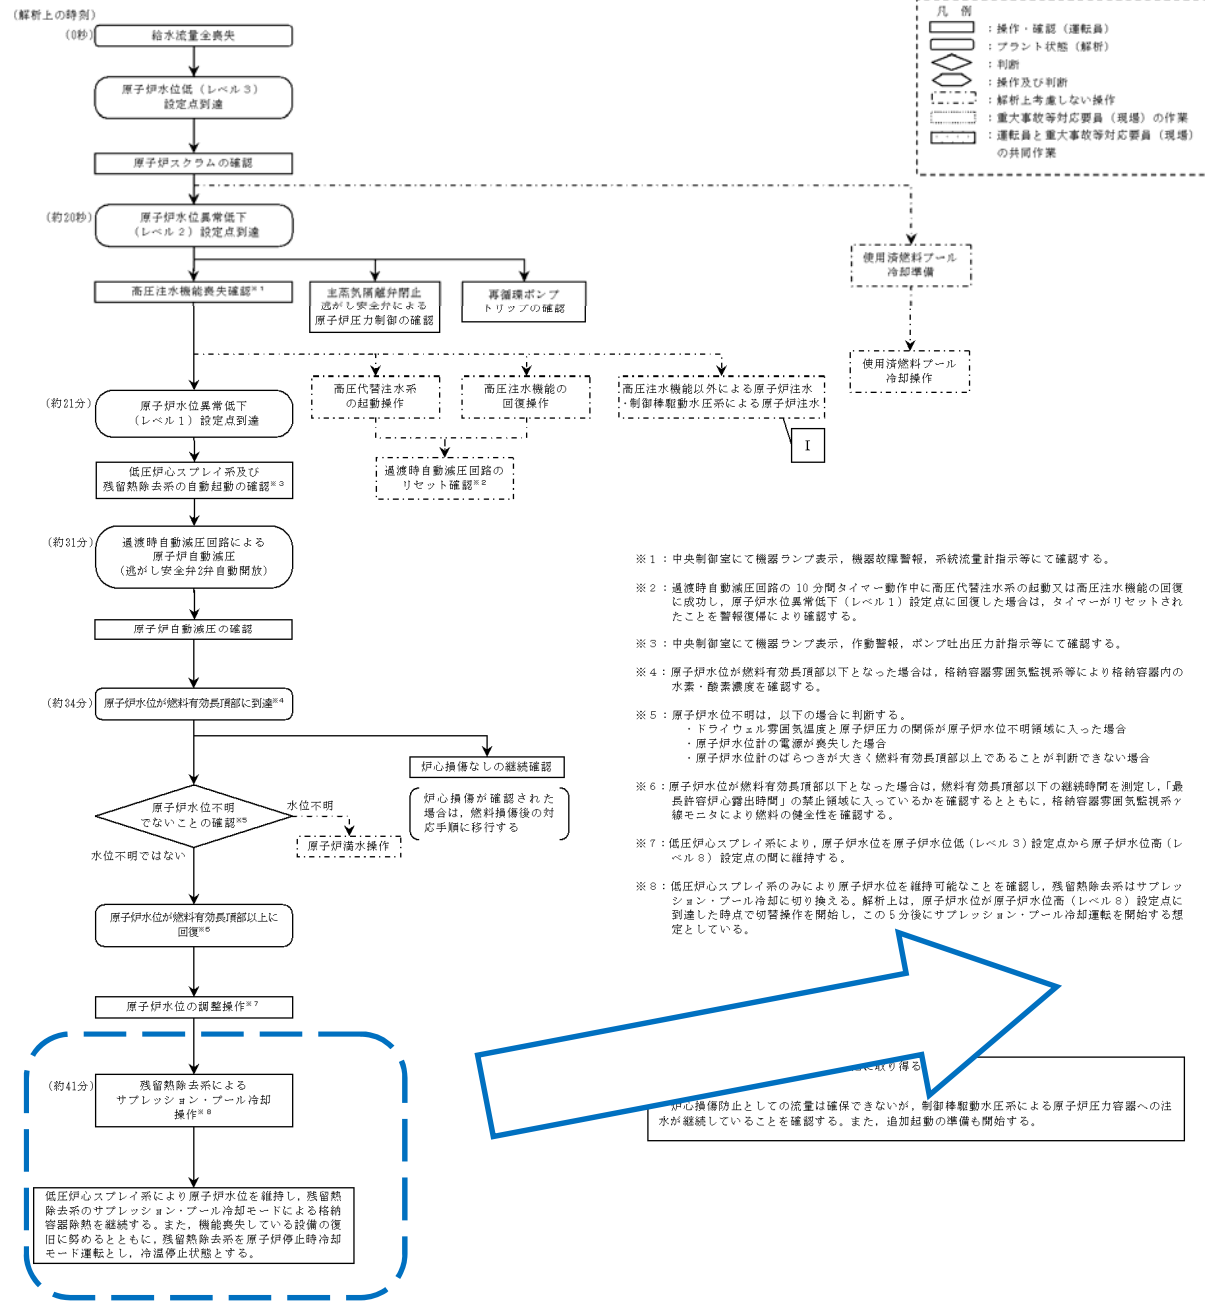 (解析上の時刻)
(0秒)
給水流量全喪失
原子炉水位低(レベル3)
設定点到達
原子炉スクラムの確認
(約20秒)
原子炉水位異常低下
(レベル2)設定点到達
高圧注水機能喪失確認※1
主蒸気隔離弁閉止
逃がし安全弁による
原子炉圧力制御の確認
再循環ポンプ
トリップの確認
使用済燃料プール
冷却準備
使用済燃料プール
冷却操作
高圧代替注水系
の起動操作
高圧注水機能の
回復操作
高圧注水機能以外による原子炉注水
・制御棒駆動水圧系による原子炉注水
I
(約21分)
原子炉水位異常低下
(レベル1)設定点到達
過渡時自動減圧回路の
リセット確認※2
低圧炉心スプレイ系及び
残留熱除去系の自動起動の確認※3
(約31分)
過渡時自動減圧回路による
原子炉自動減圧
(逃がし安全弁2弁自動開放)
原子炉自動減圧の確認
(約34分)
原子炉水位が燃料有効長頂部に到達※4
炉心損傷なしの継続確認
炉心損傷が確認された
場合は,燃料損傷後の対
応手順に移行する
原子炉水位不明
でないことの確認※5
水位不明
原子炉満水操作
水位不明ではない
原子炉水位が燃料有効長頂部以上に
回復※6
原子炉水位の調整操作※7
(約41分)
残留熱除去系による
サプレッション・プール冷却
操作※8
低圧炉心スプレイ系により原子炉水位を維持し,残留熱
除去系のサプレッション・プール冷却モードによる格納
容器除熱を継続する。また,機能喪失している設備の復
旧に努めるとともに,残留熱除去系を原子炉停止時冷却
モード運転とし,冷温停止状態とする。
凡 例
:操作・確認(運転員)
:プラント状態(解析)
:判断
:操作及び判断
:解析上考慮しない操作
:重大事故等対応要員(現場)の作業
:運転員と重大事故等対応要員(現場)
の共同作業
※1:中央制御室にて機器ランプ表示,機器故障警報,系統流量計指示等にて確認する。
※2:過渡時自動減圧回路の 10 分間タイマー動作中に高圧代替注水系の起動又は高圧注水機能の回復
に成功し,原子炉水位異常低下(レベル1)設定点に回復した場合は,タイマーがリセットされ
たことを警報復帰により確認する。
※3:中央制御室にて機器ランプ表示,作動警報,ポンプ吐出圧力計指示等にて確認する。
※4:原子炉水位が燃料有効長頂部以下となった場合は,格納容器雰囲気監視系等により格納容器内の
水素・酸素濃度を確認する。
※5:原子炉水位不明は,以下の場合に判断する。
・ドライウェル雰囲気温度と原子炉圧力の関係が原子炉水位不明領域に入った場合
・原子炉水位計の電源が喪失した場合
・原子炉水位計のばらつきが大きく燃料有効長頂部以上であることが判断できない場合
※6:原子炉水位が燃料有効長頂部以下となった場合は,燃料有効長頂部以下の継続時間を測定し,「最
長許容炉心露出時間」の禁止領域に入っているかを確認するとともに,格納容器雰囲気監視系γ
線モニタにより燃料の健全性を確認する。
※7:低圧炉心スプレイ系により,原子炉水位を原子炉水位低(レベル3)設定点から原子炉水位高(レ
ベル8)設定点の間に維持する。
※8:低圧炉心スプレイ系のみにより原子炉水位を維持可能なことを確認し,残留熱除去系はサプレッ
ション・プール冷却に切り換える。解析上は,原子炉水位が原子炉水位高(レベル8)設定点に
到達した時点で切替操作を開始し,この5分後にサプレッション・プール冷却運転を開始する想
定としている。
に取り得る
炉心損傷防止としての流量は確保できないが,制御棒駆動水圧系による原子炉圧力容器への注
水が継続していることを確認する。また,追加起動の準備も開始する。